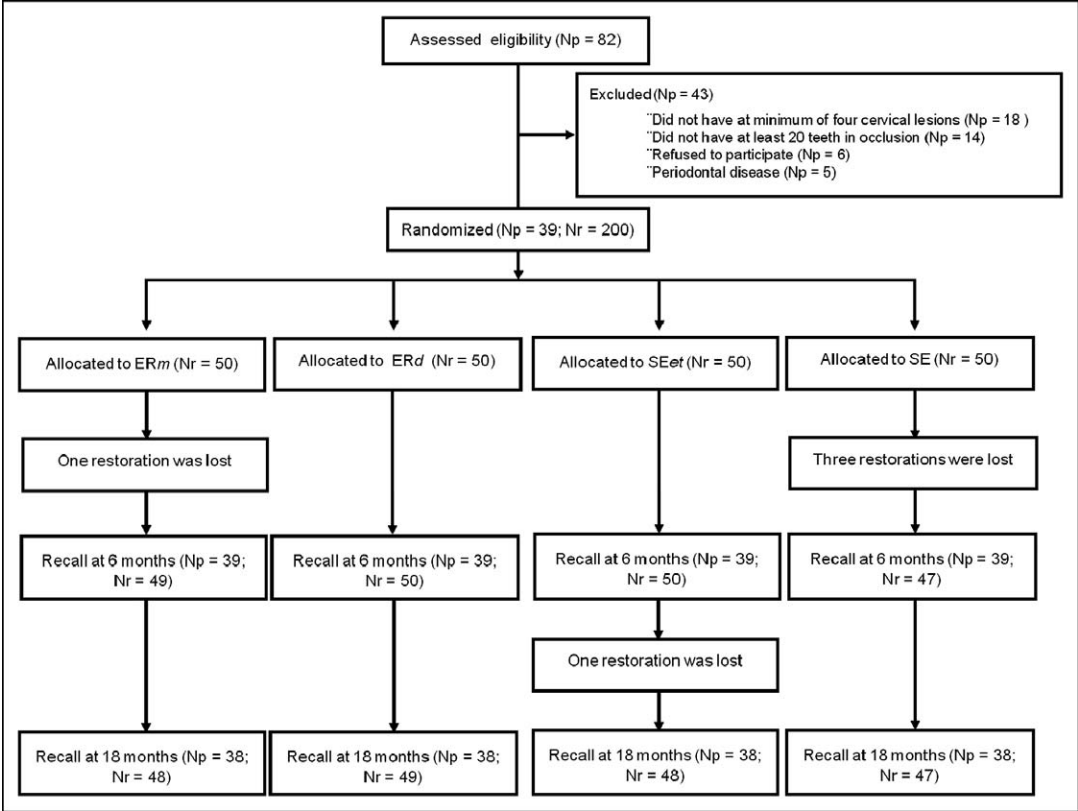 Assessed eligibility (Np = 82)
Excluded (Np = 43)
¨Did not have at minimum of four cervical lesions (Np = 18 )
¨Did not have at least 20 teeth in occlusion (Np = 14)
¨Refused to participate (Np = 6)
¨Periodontal disease (Np = 5)
Randomized (Np = 39; Nr = 200)
Allocated to ERm (Nr = 50)
Allocated to ERd (Nr = 50)
Allocated to SEet (Nr = 50)
Allocated to SE (Nr = 50)
One restoration was lost
Three restorations were lost
Recall at 6 months (Np = 39;
Nr = 49)
Recall at 6 months (Np = 39;
Nr = 50)
Recall at 6 months (Np = 39;
Nr = 50)
Recall at 6 months (Np = 39;
Nr = 47)
One restoration was lost
Recall at 18 months (Np = 38;
Nr = 48)
Recall at 18 months (Np = 38;
Nr = 49)
Recall at 18 months (Np = 38;
Nr = 48)
Recall at 18 months (Np = 38;
Nr = 47)